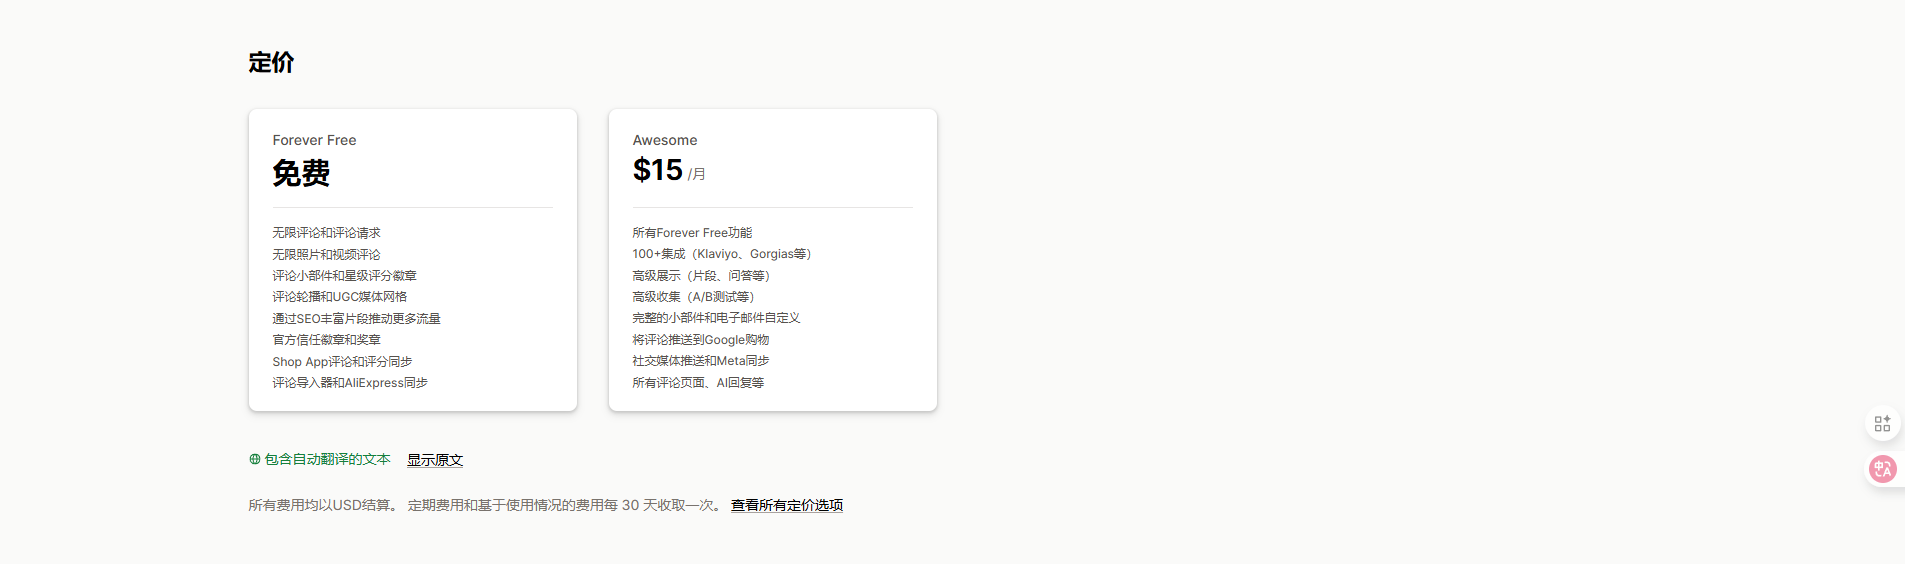 定价
Forever Free
免费
无限评论和评论请求
无限照片和视频评论
评论小部件和星级评分徽章
评论轮播和UGC媒体网格
通过SEO丰富片段推动更多流量
官方信任徽章和奖章
Shop App评论和评分同步
评论导入器和AliExpress同步
Awesome
$15 /月
所有Forever Free功能
100+集成（Klaviyo、Gorgias等）
高级展示（片段、问答等）
高级收集（A/B测试等）
完整的小部件和电子邮件自定义
将评论推送到Google购物
社交媒体推送和Meta同步
所有评论页面、AI回复等
包含自动翻译的文本 显示原文
所有费用均以USD结算。 定期费用和基于使用情况的费用每 30 天收取一次。 查看所有定价选项
中A